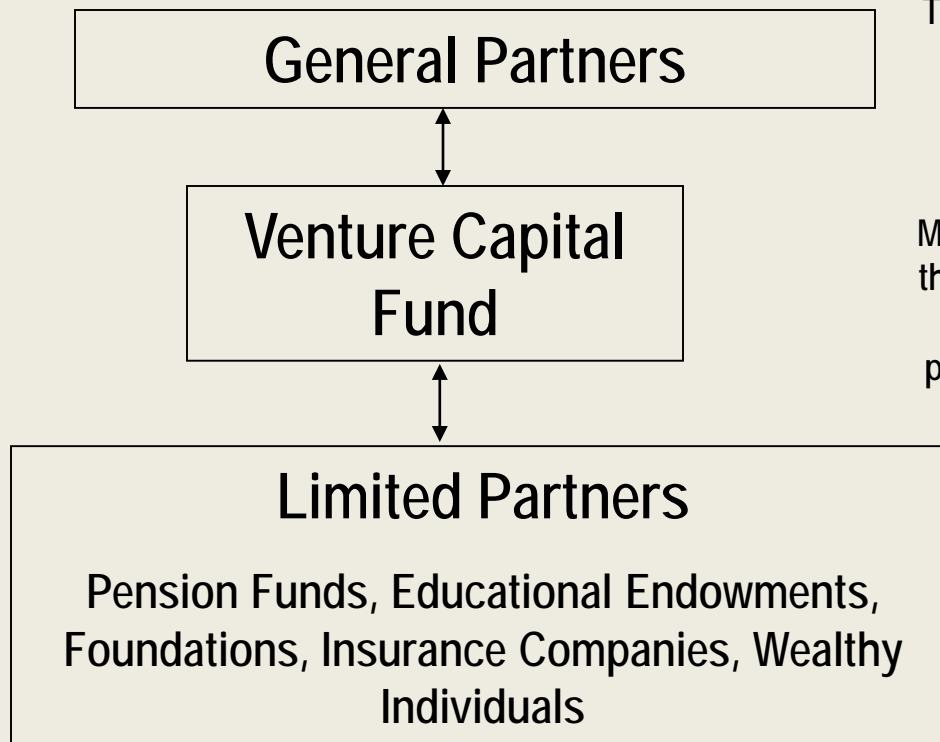 General Partners
Venture Capital
Fund
Limited Partners
Pension Funds, Educational Endowments,
Foundations, Insurance Companies, Wealthy
Individuals